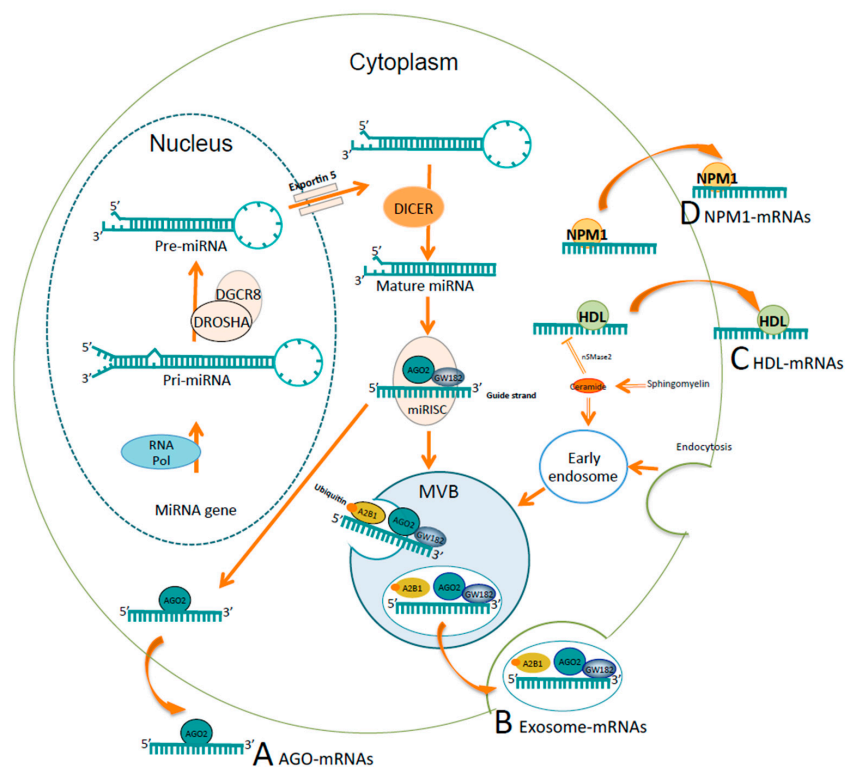 Cytoplasm
Nucleus
5'
3'
Pre-miRNA
Exportin 5
5'
3'
DICER
DGCR8
DROSHA
5'
3'
Mature miRNA
Pri-miRNA
RNA
Pol
MiRNA gene
AGO2
GW182
5'
3'
Guide strand
miRISC
NPM1
NPM1
D NPM1-mRNAs
HDL
HDL
C HDL-mRNAs
nSMase2
Ceramide
Sphingomyelin
Early
endosome
Endocytosis
MVB
Ubiquitin
A2B1
AGO2
GW182
5'
3'
A2B1
AGO2
GW182
5'
3'
AGO2
5'
3'
AGO2
5'
3'
A AGO-mRNAs
A2B1
AGO2
GW182
5'
3'
B Exosome-mRNAs